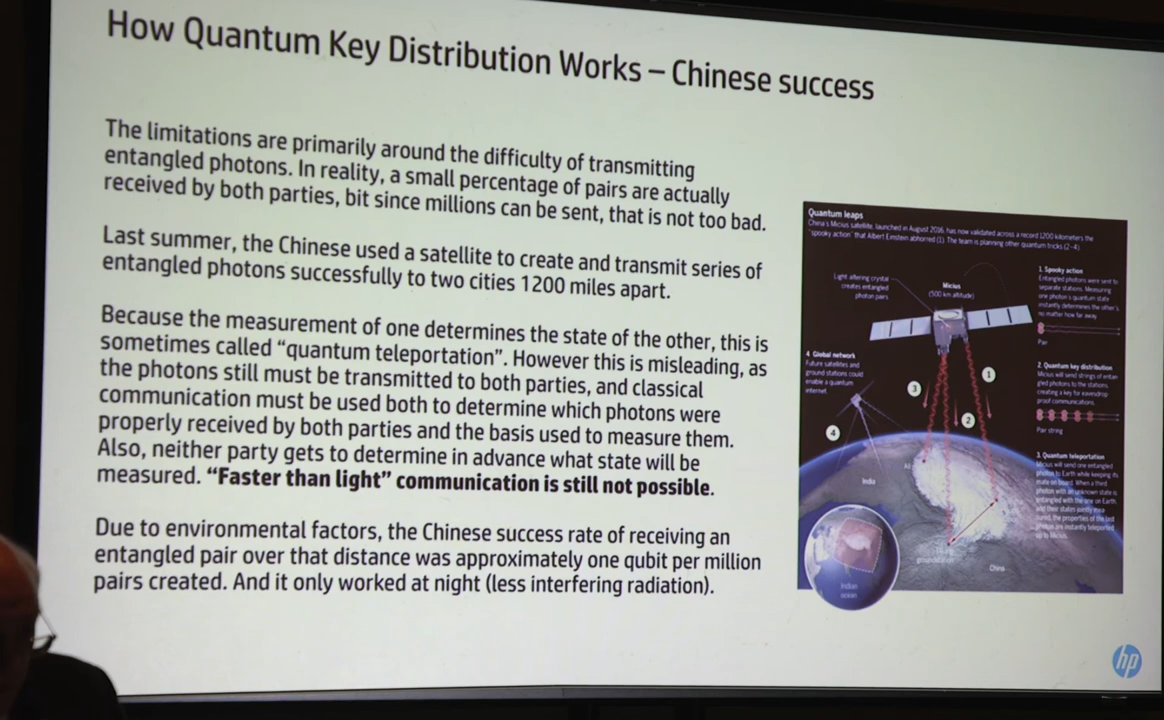 How Quantum Key Distribution Works – Chinese success
The limitations are primarily around the difficulty of transmitting
entangled photons. In reality, a small percentage of pairs are actually
received by both parties, bit since millions can be sent, that is not too bad.
Last summer, the Chinese used a satellite to create and transmit series of
entangled photons successfully to two cities 1200 miles apart.
Because the measurement of one determines the state of the other, this is
sometimes called “quantum teleportation”. However this is misleading, as
the photons still must be transmitted to both parties, and classical
communication must be used both to determine which photons were
properly received by both parties and the basis used to measure them.
Also, neither party gets to determine in advance what state will be
measured. “Faster than light” communication is still not possible.
Due to environmental factors, the Chinese success rate of receiving an
entangled pair over that distance was approximately one qubit per million
pairs created. And it only worked at night (less interfering radiation).
Quantum leaps
China's Micius satellite, launched in August 2016, has now validated across a record 1200 kilometers the
"spooky action" that Albert Einstein abhorred (1). The team is planning other quantum tricks (2–4)
Light altering crystal
creates entangled
photon pairs
Micius
(500 km altitude)
1. Spooky action
Entangled photons were sent to
separate stations. Measuring
one photon's quantum state
instantly determines the other's
no matter how far away
Pair
2. Quantum key distribution
Micius will send strings of entan
gled photons to the stations,
creating a key for eavesdrop
proof communications.
Pair string
3. Quantum teleportation
Micius will send one entangled
photon to Earth while keeping its
mate on board. When a third
photon with an unknown state is
entangled with the one on Earth,
and their states jointly mea
sured, the properties of the last
photon are instantly teleported
up to Micius.
4 Global network
Future satellites and
ground stations could
enable a quantum
internet
1
2
3
4
India
China
Indian
ocean
hp